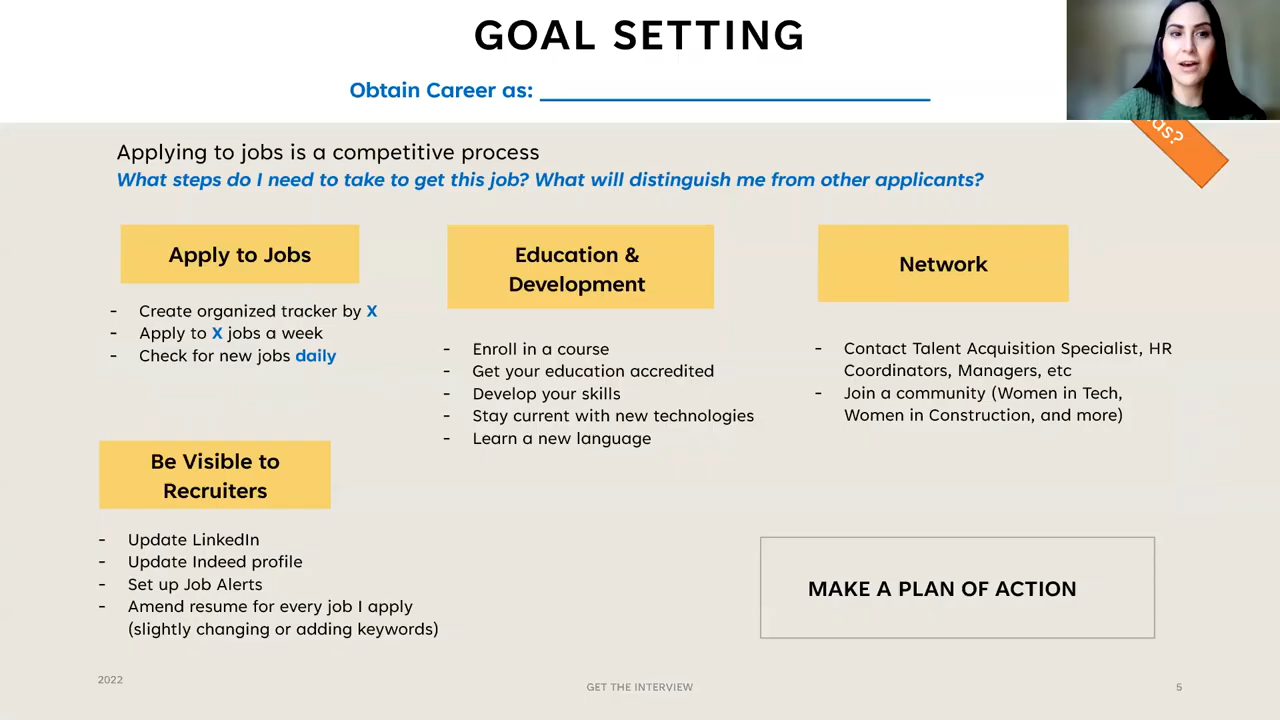 GOAL SETTING
Obtain Career as:
Applying to jobs is a competitive process
What steps do I need to take to get this job? What will distinguish me from other applicants?
Apply to Jobs
- Create organized tracker by X
- Apply to X jobs a week
- Check for new jobs daily
Education &
Development
- Enroll in a course
- Get your education accredited
- Develop your skills
- Stay current with new technologies
- Learn a new language
Network
- Contact Talent Acquisition Specialist, HR
Coordinators, Managers, etc
- Join a community (Women in Tech,
Women in Construction, and more)
Be Visible to
Recruiters
- Update LinkedIn
- Update Indeed profile
- Set up Job Alerts
- Amend resume for every job I apply
(slightly changing or adding keywords)
MAKE A PLAN OF ACTION
2022
GET THE INTERVIEW
5